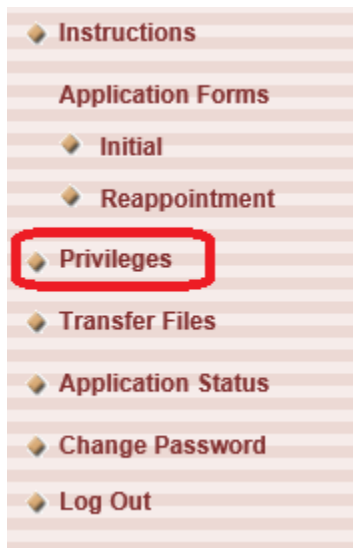 Instructions
Application Forms
Initial
Reappointment
Privileges
Transfer Files
Application Status
Change Password
Log Out